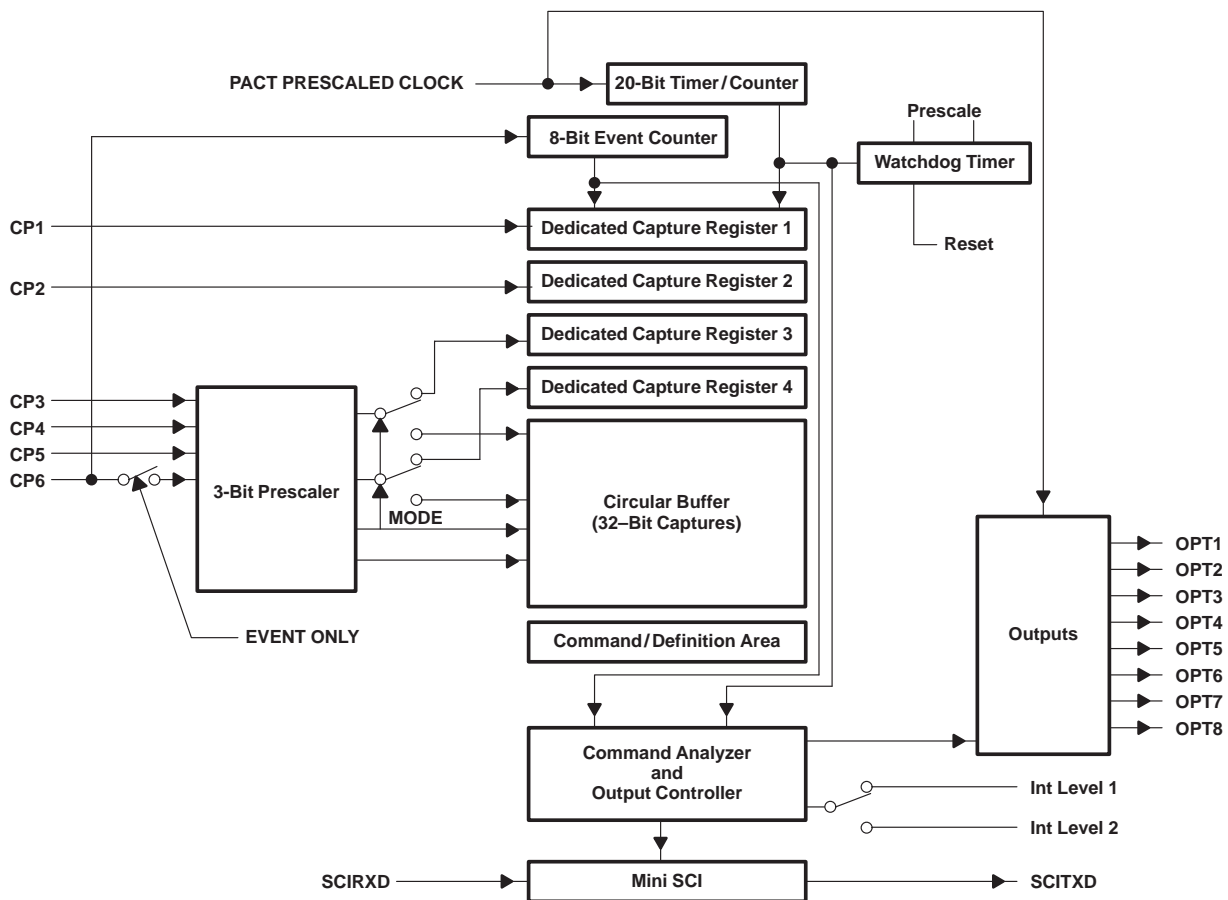 PACT PRESCALED CLOCK
20-Bit Timer/Counter
Prescale
8-Bit Event Counter
Watchdog Timer
CP1
Dedicated Capture Register 1
Reset
CP2
Dedicated Capture Register 2
Dedicated Capture Register 3
Dedicated Capture Register 4
CP3
CP4
CP5
CP6
3-Bit Prescaler
MODE
Circular Buffer
(32–Bit Captures)
EVENT ONLY
Command/Definition Area
Outputs
OPT1
OPT2
OPT3
OPT4
OPT5
OPT6
OPT7
OPT8
Command Analyzer
and
Output Controller
Int Level 1
Int Level 2
SCIRXD
Mini SCI
SCITXD